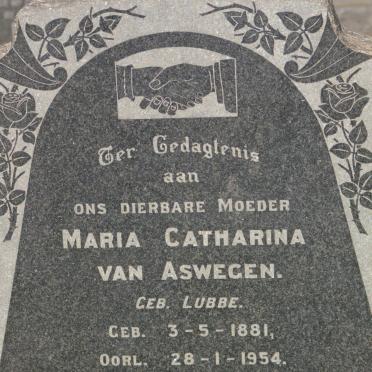 Ter Gedagtenis
aan
ONS DIERBARE MOEDER
MARIA CATHARINA
VAN ASWEGEN.
GEB. LUBBE.
GEB. 3-5-1881,
OORL. 28-1-1954.